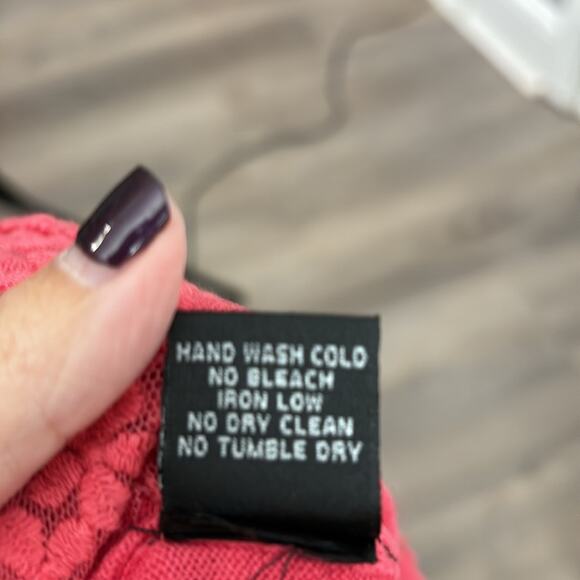 HAND WASH COLD
NO BLEACH
IRON LOW
NO DRY CLEAN
NO TUMBLE DRY